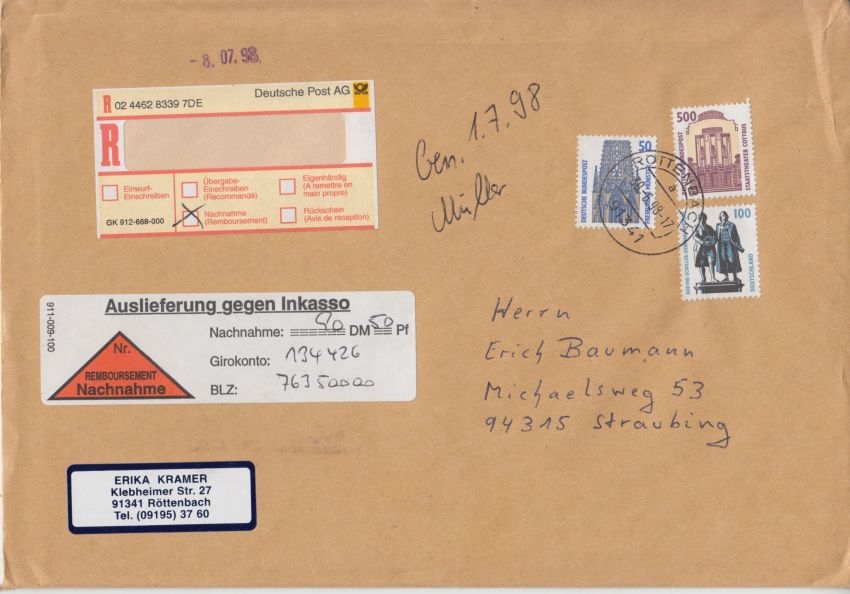 - 8. 07. 98
Deutsche Post AG
R 02 4462 8339 7DE
R
Einwurf-
Einschreiben
Übergabe-
Einschreiben
(Recommandé)
Eigenhändig
(A remettre en
main propre)
Nachnahme
(Remboursement)
Rückschein
(Avis de reception)
GK 912-668-000
Gen. 1.7.98
Müller
50
DEUTSCHE BUNDESPOST
500
STAATSTHEATER COTTBUS
100
DEUTSCHLAND
RÖTTENBACH
a
91341
911-009-100
Auslieferung gegen Inkasso
Nachnahme: 90 DM 50 Pf
Girokonto: 134426
BLZ: 76350000
Nr.
REMBOURSEMENT
Nachnahme
Herrn
Erich Baumann
Michaelsweg 53
94315 Straubing
ERIKA KRAMER
Klebheimer Str. 27
91341 Röttenbach
Tel. (09195) 37 60